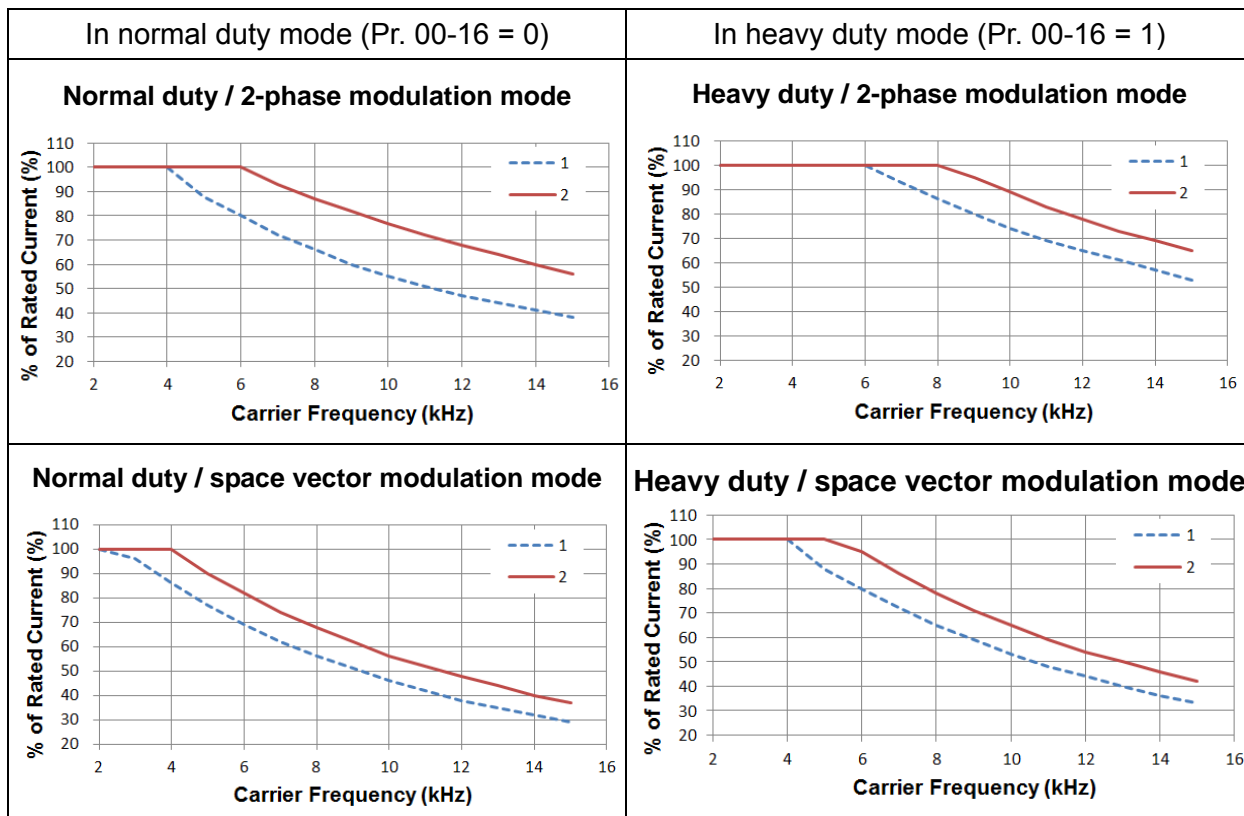 In normal duty mode (Pr. 00-16 = 0)
In heavy duty mode (Pr. 00-16 = 1)
Normal duty / 2-phase modulation mode
% of Rated Current (%)
110
100
90
80
70
60
50
40
30
20
2 4 6 8 10 12 14 16
Carrier Frequency (kHz)
1
2
Heavy duty / 2-phase modulation mode
% of Rated Current (%)
110
100
90
80
70
60
50
40
30
20
2 4 6 8 10 12 14 16
Carrier Frequency (kHz)
1
2
Normal duty / space vector modulation mode
% of Rated Current (%)
110
100
90
80
70
60
50
40
30
20
2 4 6 8 10 12 14 16
Carrier Frequency (kHz)
1
2
Heavy duty / space vector modulation mode
% of Rated Current (%)
110
100
90
80
70
60
50
40
30
20
2 4 6 8 10 12 14 16
Carrier Frequency (kHz)
1
2